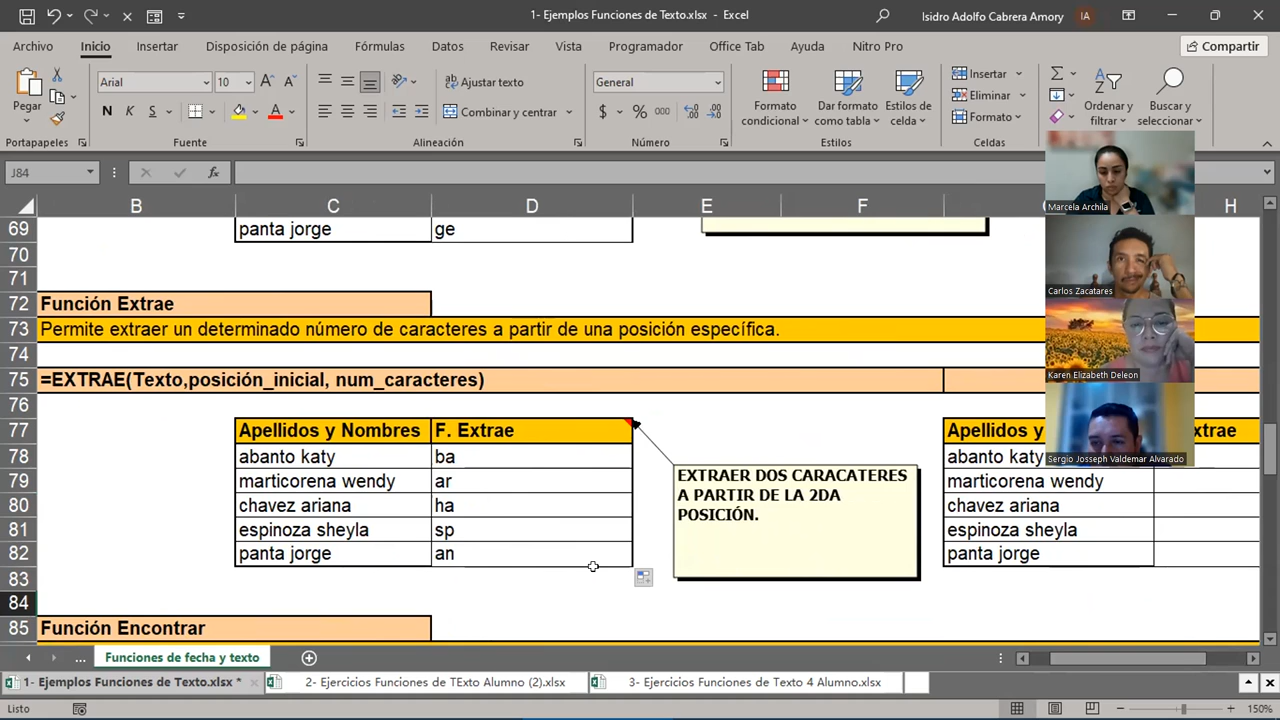 1- Ejemplos Funciones de Texto.xlsx - Excel
Isidro Adolfo Cabrera Amory IA
Archivo Inicio Insertar Disposición de página Fórmulas Datos Revisar Vista Programador Office Tab Ayuda Nitro Pro Compartir
Pegar
Arial 10
N K S
Ajustar texto
Combinar y centrar
General
$ % 000
Formato condicional
Dar formato como tabla
Estilos de celda
Insertar
Eliminar
Formato
Ordenar y filtrar
Buscar y seleccionar
Portapapeles Fuente Alineación Número Estilos Celdas
J84 fx
B C D E F H
69 panta jorge ge
70
71
72 Función Extrae
73 Permite extraer un determinado número de caracteres a partir de una posición específica.
74
75 =EXTRAE(Texto,posición_inicial, num_caracteres)
76
77 Apellidos y Nombres F. Extrae Apellidos y xtrae
78 abanto katy ba abanto katy
79 marticorena wendy ar marticorena wendy
80 chavez ariana ha chavez ariana
81 espinoza sheyla sp espinoza sheyla
82 panta jorge an panta jorge
83
84
85 Función Encontrar
EXTRAER DOS CARACATERES
A PARTIR DE LA 2DA
POSICIÓN.
Marcela Archila
Carlos Zacatares
Karen Elizabeth Deleon
Sergio Josseph Valdemar Alvarado
... Funciones de fecha y texto
1- Ejemplos Funciones de Texto.xlsx * 2- Ejercicios Funciones de TExto Alumno (2).xlsx 3- Ejercicios Funciones de Texto 4 Alumno.xlsx
Listo 150%